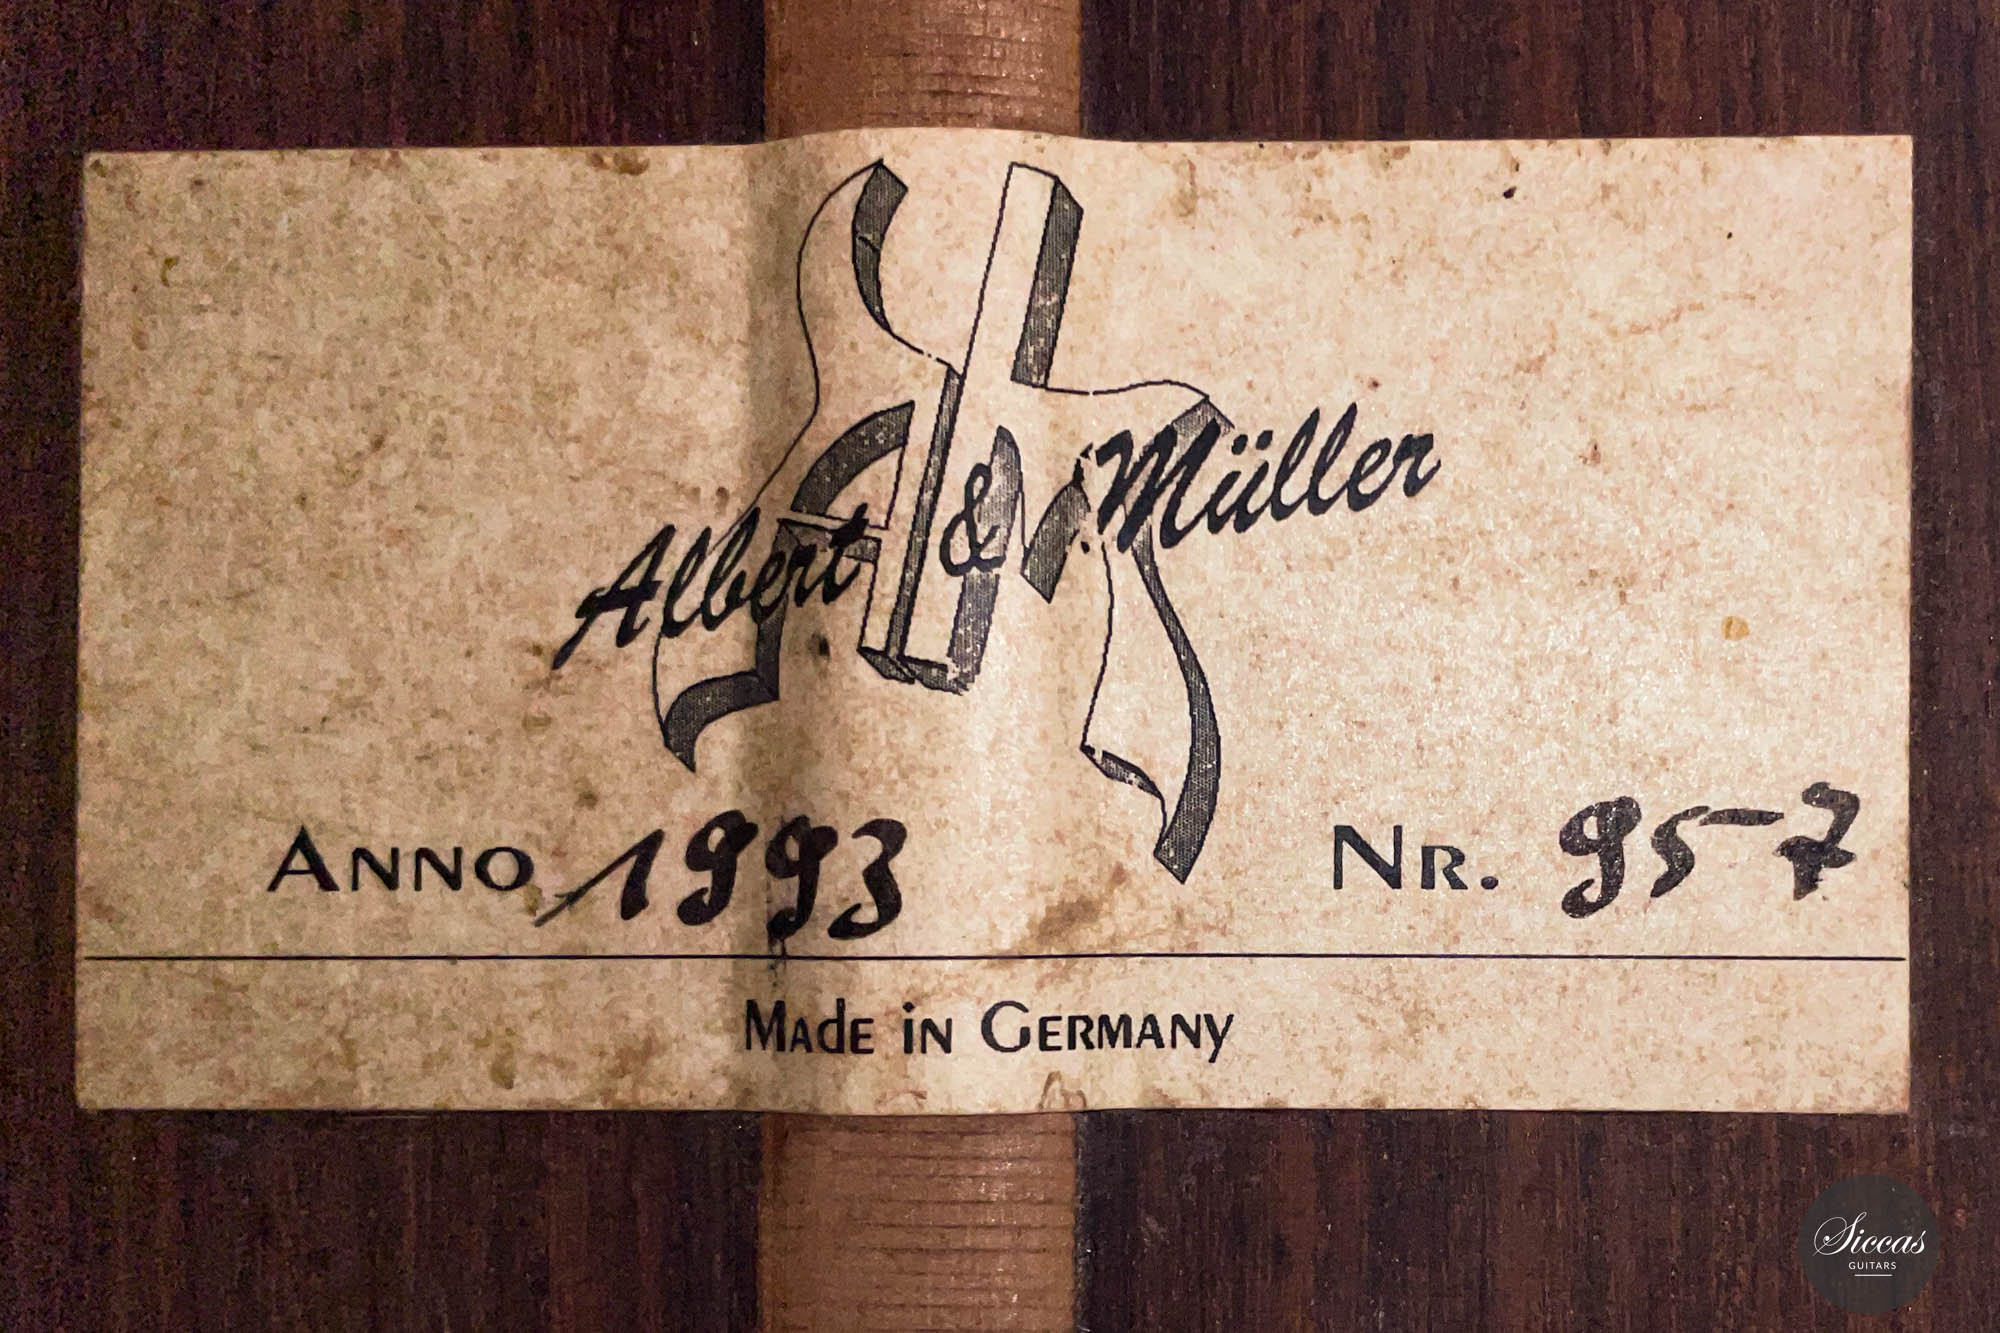 Albert & Müller
ANNO 1993 NR. 95-7
MADE IN GERMANY
Siccas
GUITARS